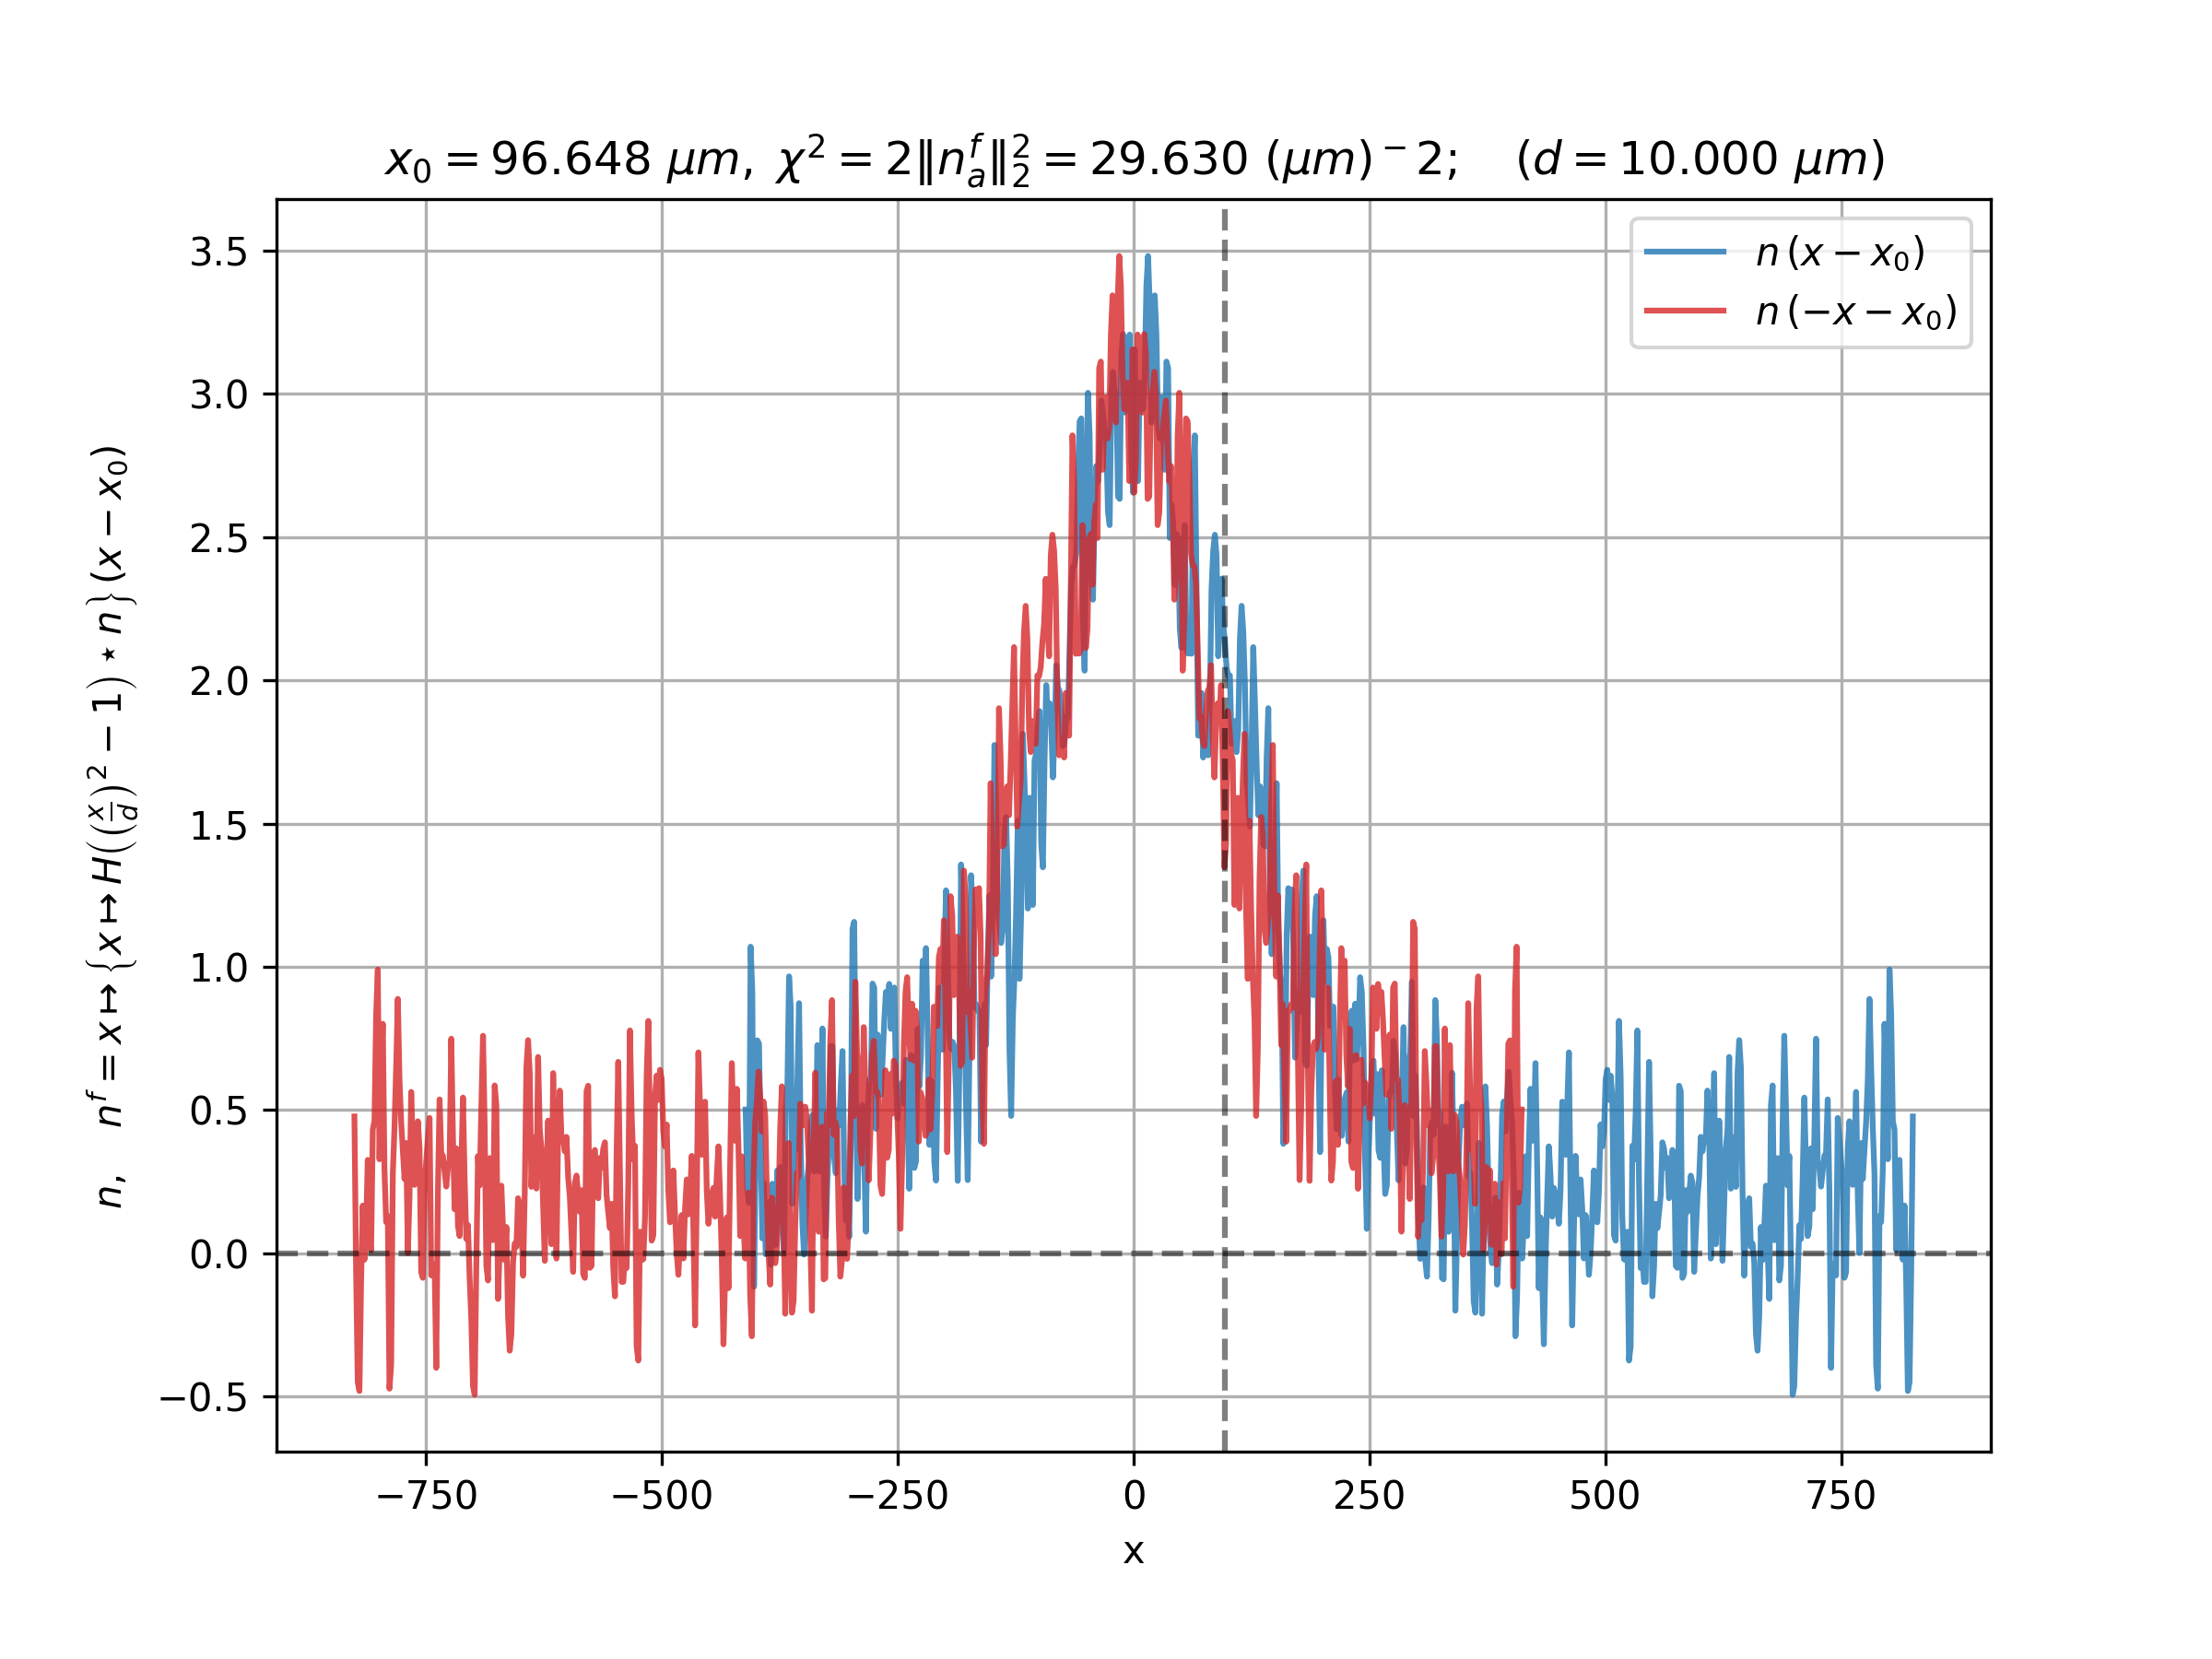 x₀ = 96.648 μm, χ² = 2‖nₐᶠ‖₂² = 29.630 (μm)⁻2; (d = 10.000 μm)
n (x − x₀)
n (−x − x₀)
n, nᶠ = x ↦ {x ↦ H((x/d)² − 1) ⋆ n} (x − x₀)
3.5
3.0
2.5
2.0
1.5
1.0
0.5
0.0
−0.5
−750 −500 −250 0 250 500 750
x